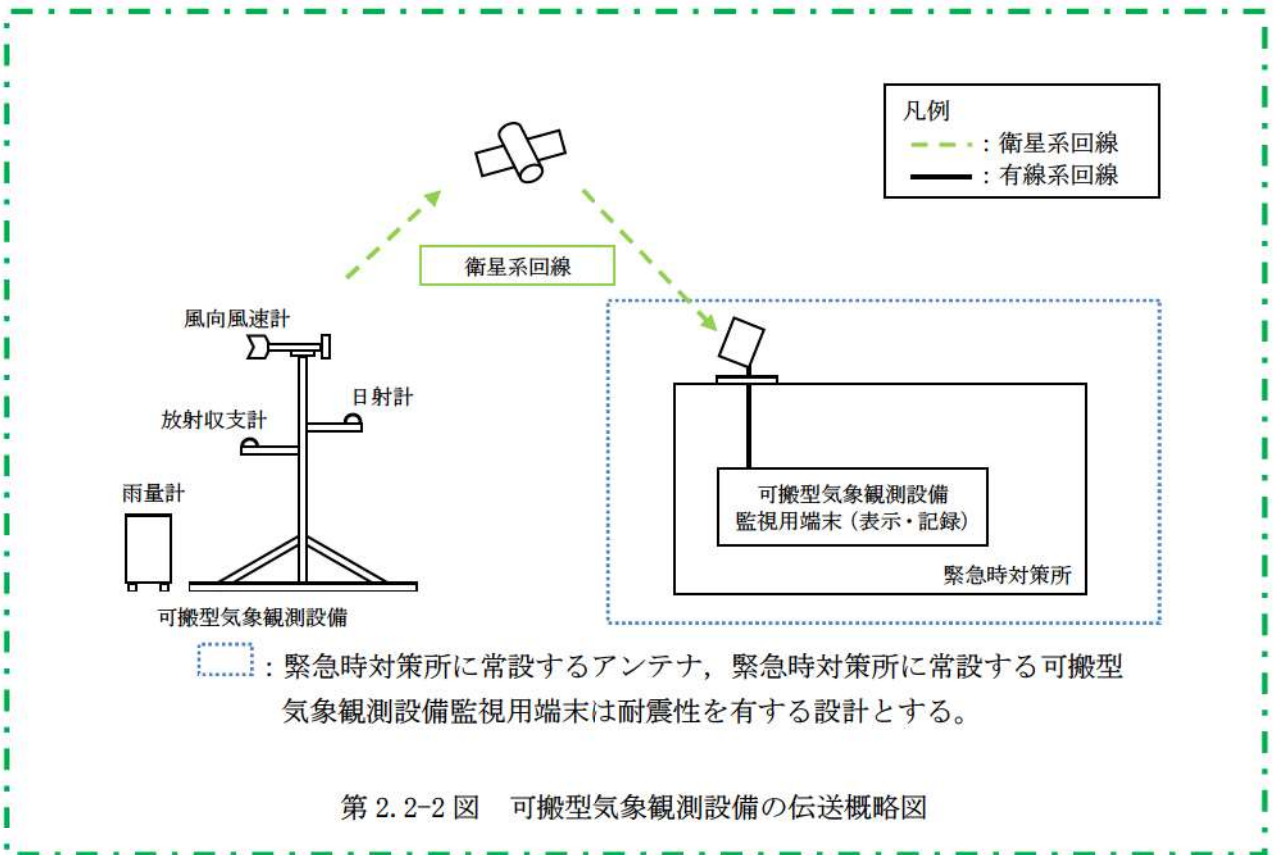 凡例
：衛星系回線
：有線系回線
衛星系回線
風向風速計
日射計
放射収支計
雨量計
可搬型気象観測設備
可搬型気象観測設備
監視用端末（表示・記録）
緊急時対策所
：緊急時対策所に常設するアンテナ，緊急時対策所に常設する可搬型
気象観測設備監視用端末は耐震性を有する設計とする。
第 2.2-2 図　可搬型気象観測設備の伝送概略図